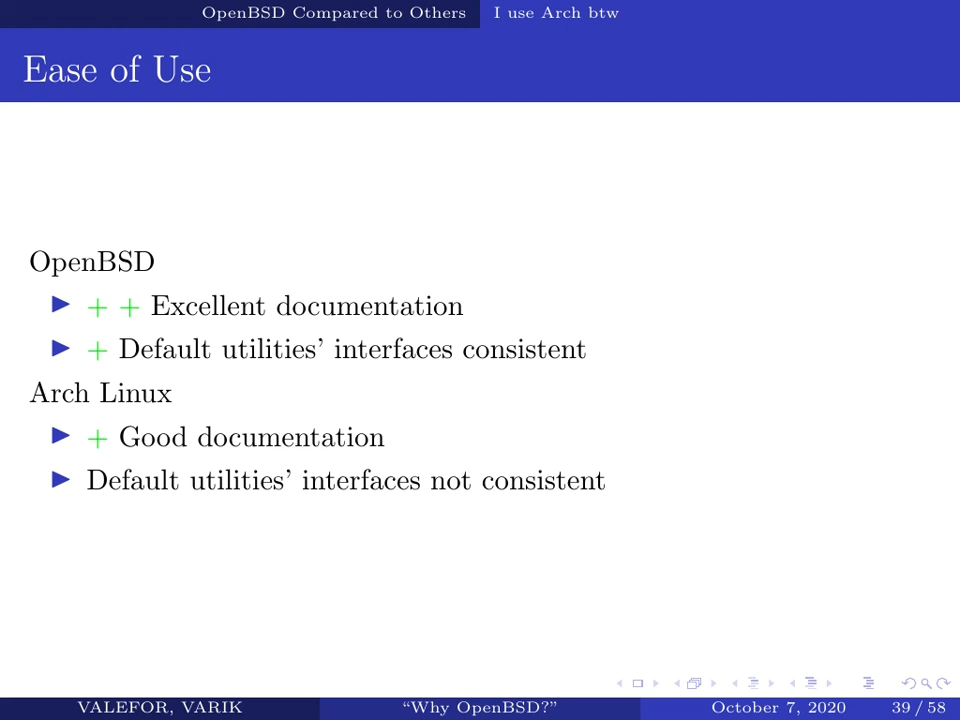 OpenBSD Compared to Others I use Arch btw
Ease of Use
OpenBSD
+ + Excellent documentation
+ Default utilities’ interfaces consistent
Arch Linux
+ Good documentation
Default utilities’ interfaces not consistent
VALEFOR, VARIK “Why OpenBSD?” October 7, 2020 39 / 58